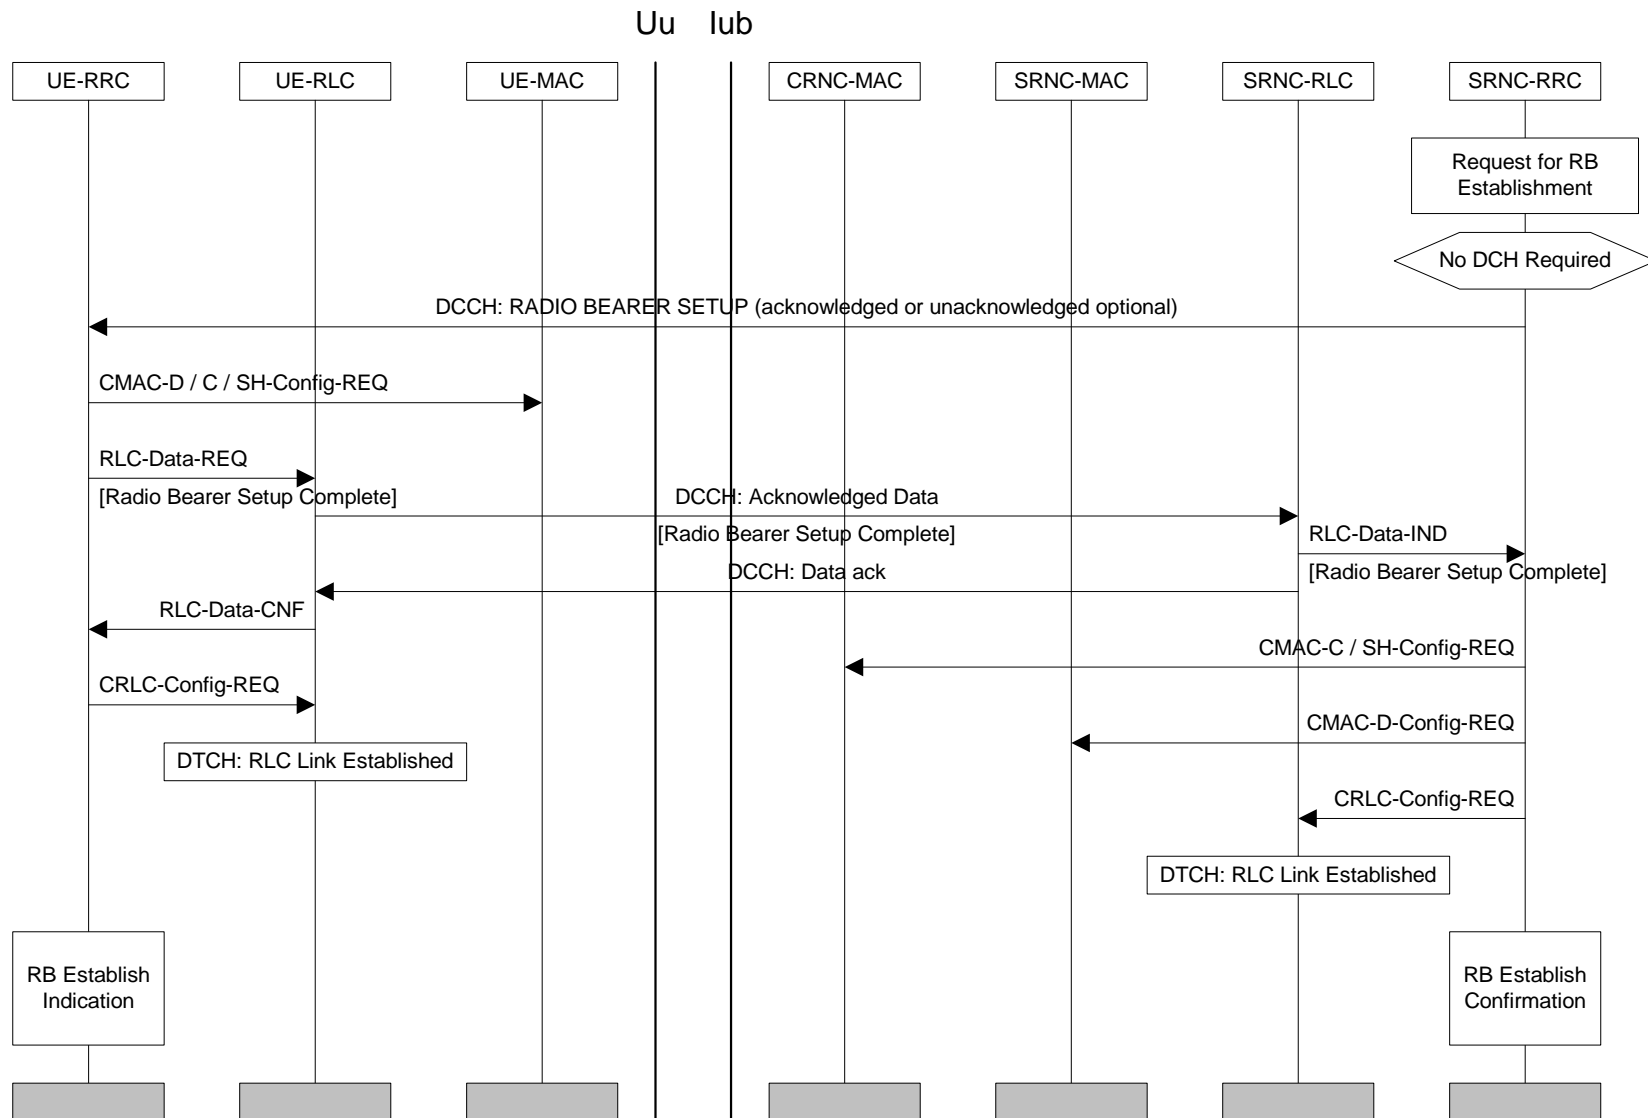 Uu Iub
UE-RRC UE-RLC UE-MAC CRNC-MAC SRNC-MAC SRNC-RLC SRNC-RRC
Request for RB
Establishment
No DCH Required
DCCH: RADIO BEARER SETUP (acknowledged or unacknowledged optional)
CMAC-D / C / SH-Config-REQ
RLC-Data-REQ
[Radio Bearer Setup Complete]
DCCH: Acknowledged Data
[Radio Bearer Setup Complete]
RLC-Data-IND
[Radio Bearer Setup Complete]
DCCH: Data ack
RLC-Data-CNF
CMAC-C / SH-Config-REQ
CRLC-Config-REQ
CMAC-D-Config-REQ
DTCH: RLC Link Established
CRLC-Config-REQ
DTCH: RLC Link Established
RB Establish
Indication
RB Establish
Confirmation